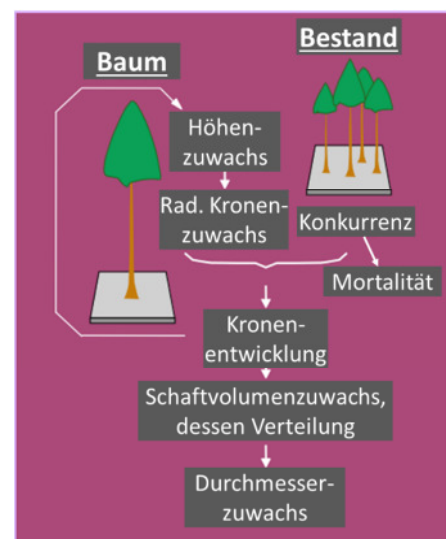 Baum
Bestand
Höhen-
zuwachs
Rad. Kronen-
zuwachs
Konkurrenz
Mortalität
Kronen-
entwicklung
Schaftvolumenzuwachs,
dessen Verteilung
Durchmesser-
zuwachs